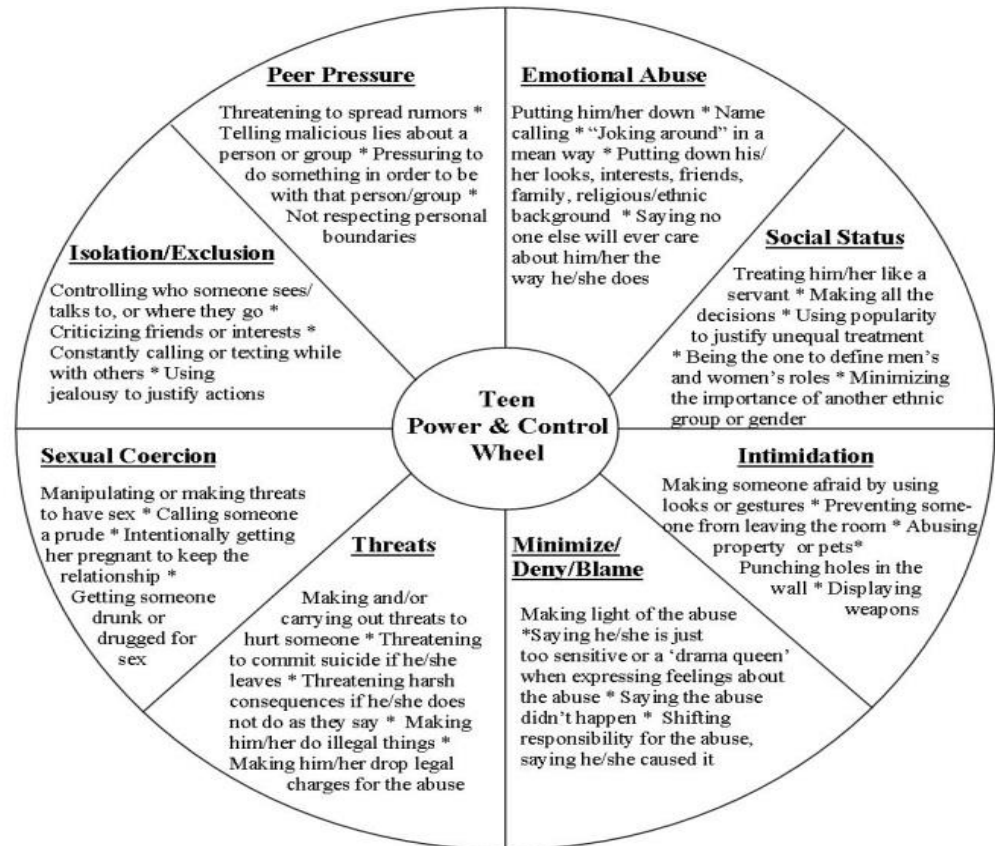 Peer Pressure
Threatening to spread rumors *
Telling malicious lies about a
person or group * Pressuring to
do something in order to be
with that person/group *
Not respecting personal
boundaries
Emotional Abuse
Putting him/her down * Name
calling * “Joking around” in a
mean way * Putting down his/
her looks, interests, friends,
family, religious/ethnic
background * Saying no
one else will ever care
about him/her the
way he/she does
Social Status
Treating him/her like a
servant * Making all the
decisions * Using popularity
to justify unequal treatment
* Being the one to define men’s
and women’s roles * Minimizing
the importance of another ethnic
group or gender
Intimidation
Making someone afraid by using
looks or gestures * Preventing some-
one from leaving the room * Abusing
property or pets*
Punching holes in the
wall * Displaying
weapons
Minimize/
Deny/Blame
Making light of the abuse
*Saying he/she is just
too sensitive or a ‘drama queen’
when expressing feelings about
the abuse * Saying the abuse
didn’t happen * Shifting
responsibility for the abuse,
saying he/she caused it
Threats
Making and/or
carrying out threats to
hurt someone * Threatening
to commit suicide if he/she
leaves * Threatening harsh
consequences if he/she does
not do as they say * Making
him/her do illegal things *
Making him/her drop legal
charges for the abuse
Sexual Coercion
Manipulating or making threats
to have sex * Calling someone
a prude * Intentionally getting
her pregnant to keep the
relationship *
Getting someone
drunk or
drugged for
sex
Isolation/Exclusion
Controlling who someone sees/
talks to, or where they go *
Criticizing friends or interests *
Constantly calling or texting while
with others * Using
jealousy to justify actions
Teen
Power & Control
Wheel